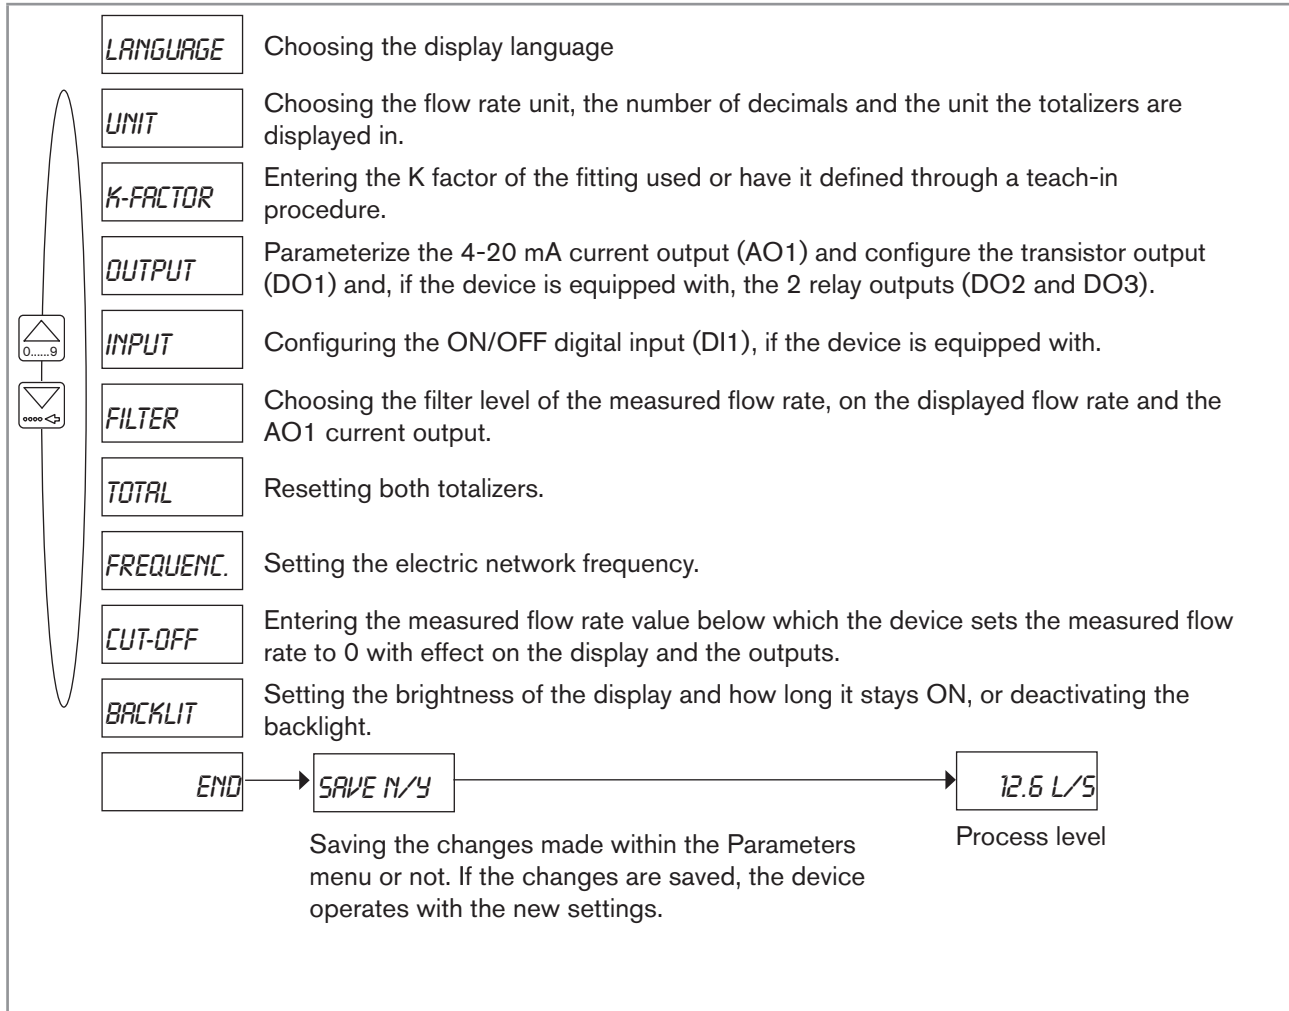 LANGUAGE Choosing the display language
UNIT Choosing the flow rate unit, the number of decimals and the unit the totalizers are
displayed in.
K-FACTOR Entering the K factor of the fitting used or have it defined through a teach-in
procedure.
OUTPUT Parameterize the 4-20 mA current output (AO1) and configure the transistor output
(DO1) and, if the device is equipped with, the 2 relay outputs (DO2 and DO3).
0......9
INPUT Configuring the ON/OFF digital input (DI1), if the device is equipped with.
FILTER Choosing the filter level of the measured flow rate, on the displayed flow rate and the
AO1 current output.
TOTAL Resetting both totalizers.
FREQUENC. Setting the electric network frequency.
CUT-OFF Entering the measured flow rate value below which the device sets the measured flow
rate to 0 with effect on the display and the outputs.
BACKLIT Setting the brightness of the display and how long it stays ON, or deactivating the
backlight.
END SAVE N/Y 12.6 L/S
Process level
Saving the changes made within the Parameters
menu or not. If the changes are saved, the device
operates with the new settings.